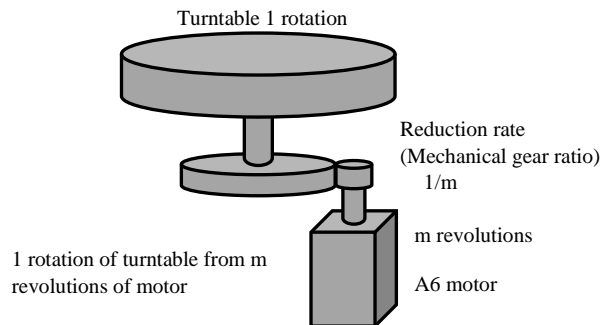 Turntable 1 rotation
Reduction rate
(Mechanical gear ratio)
1/m
m revolutions
1 rotation of turntable from m
revolutions of motor
A6 motor